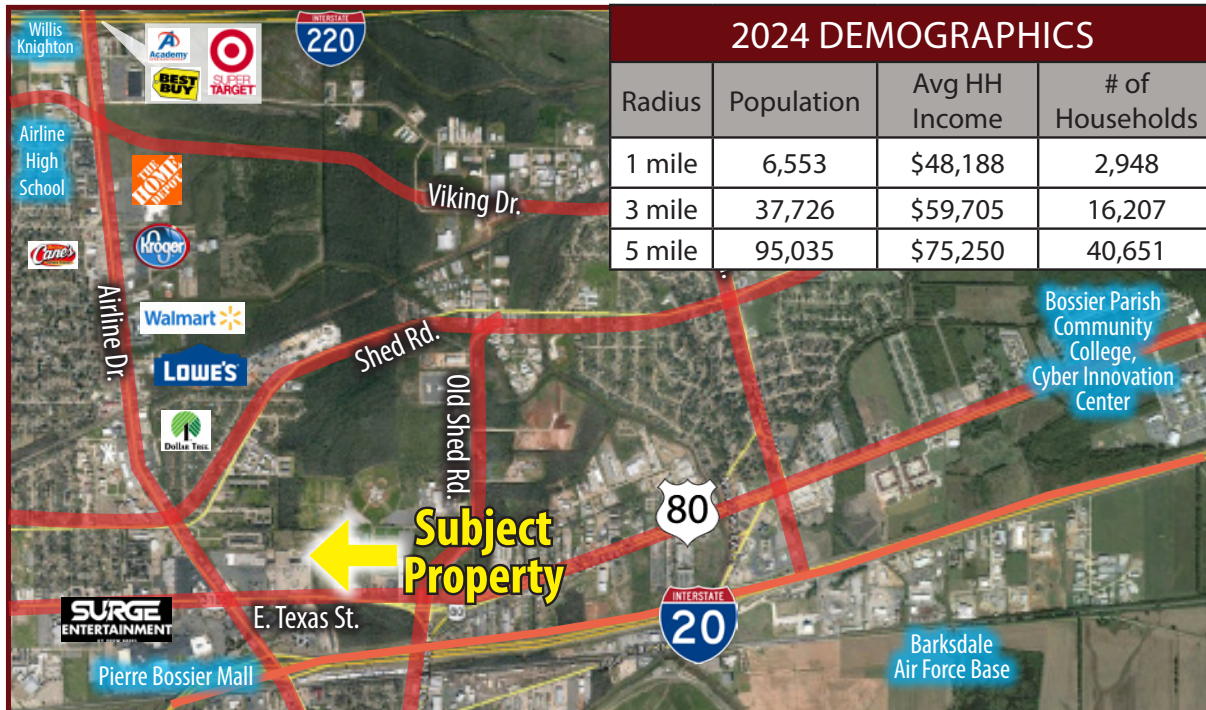 Willis
Knighton
Academy
BEST
BUY
SUPER
TARGET
INTERSTATE
220
2024 DEMOGRAPHICS
Radius Population Avg HH Income # of Households
1 mile 6,553 $48,188 2,948
3 mile 37,726 $59,705 16,207
5 mile 95,035 $75,250 40,651
Airline
High
School
THE
HOME
DEPOT
Viking Dr.
Cane's
Kroger
Airline Dr.
Walmart
LOWE'S
Shed Rd.
DOLLAR TREE
Old Shed Rd.
Bossier Parish
Community
College,
Cyber Innovation
Center
80
Subject
Property
SURGE
ENTERTAINMENT
E. Texas St.
80
INTERSTATE
20
Pierre Bossier Mall
Barksdale
Air Force Base